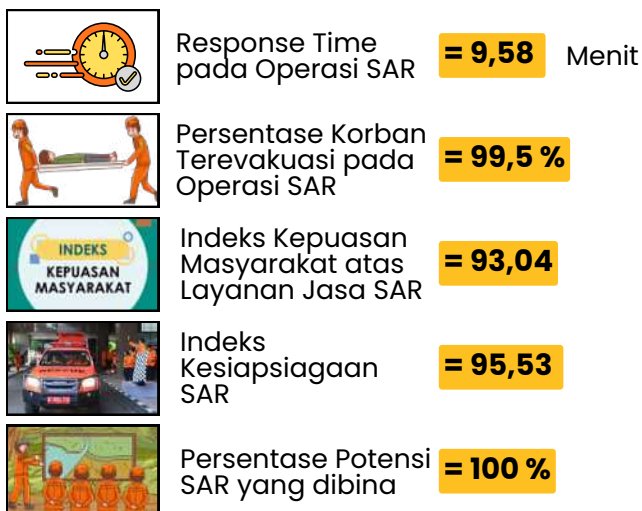 Response Time
pada Operasi SAR
= 9,58 Menit
Persentase Korban
Terevakuasi pada
Operasi SAR
= 99,5 %
INDEKS
KEPUASAN
MASYARAKAT
Indeks Kepuasan
Masyarakat atas
Layanan Jasa SAR
= 93,04
Indeks
Kesiapsiagaan
SAR
= 95,53
Persentase Potensi
SAR yang dibina
= 100 %